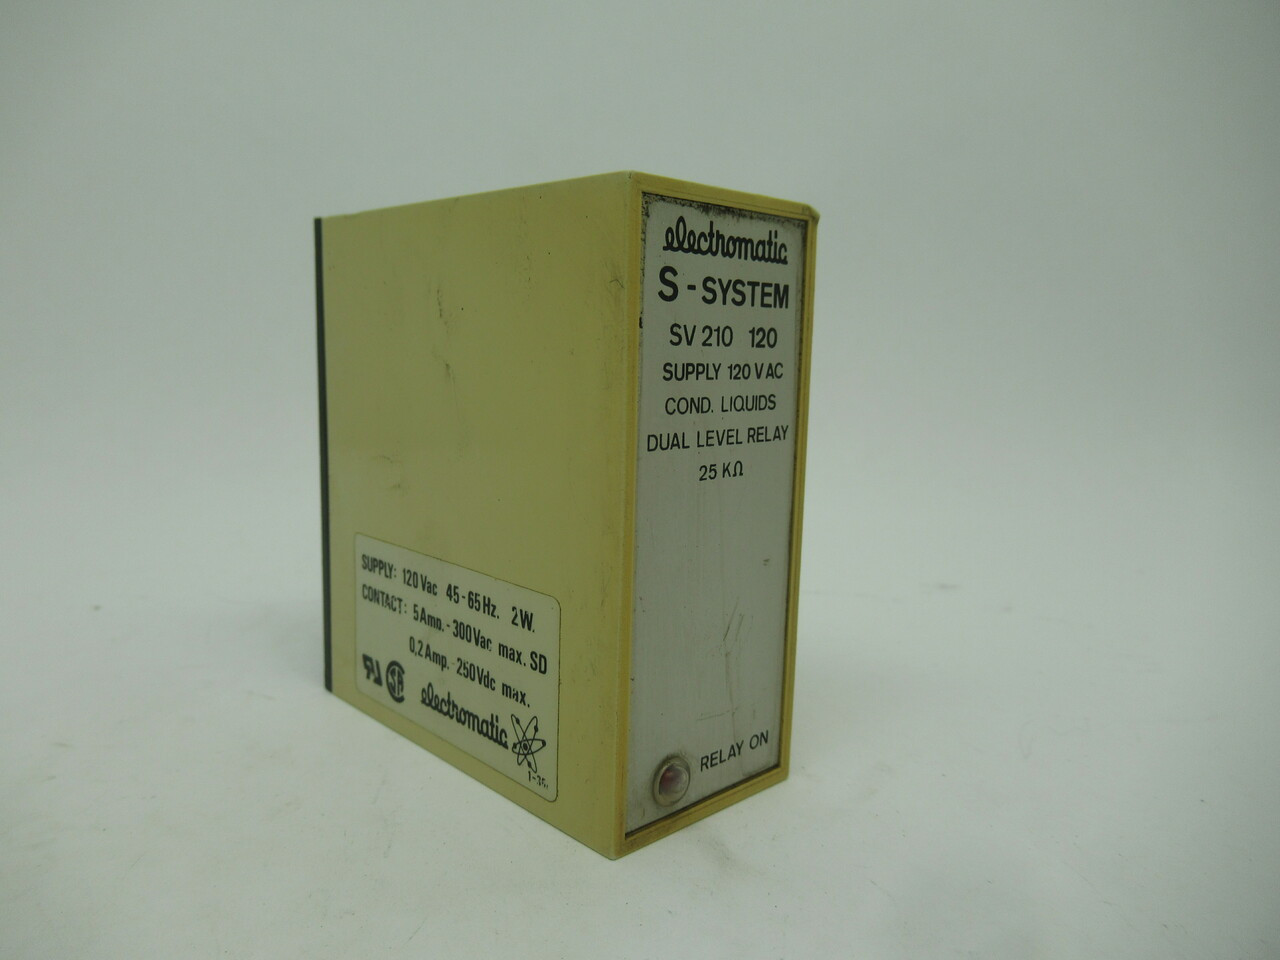 electromatic
S - SYSTEM
SV 210 120
SUPPLY 120 V AC
COND. LIQUIDS
DUAL LEVEL RELAY
25 KΩ
RELAY ON
SUPPLY: 120 Vac 45-65 Hz. 2W.
CONTACT: 5 Amp. - 300 Vac max. SD
0,2 Amp. 250 Vdc max.
electromatic